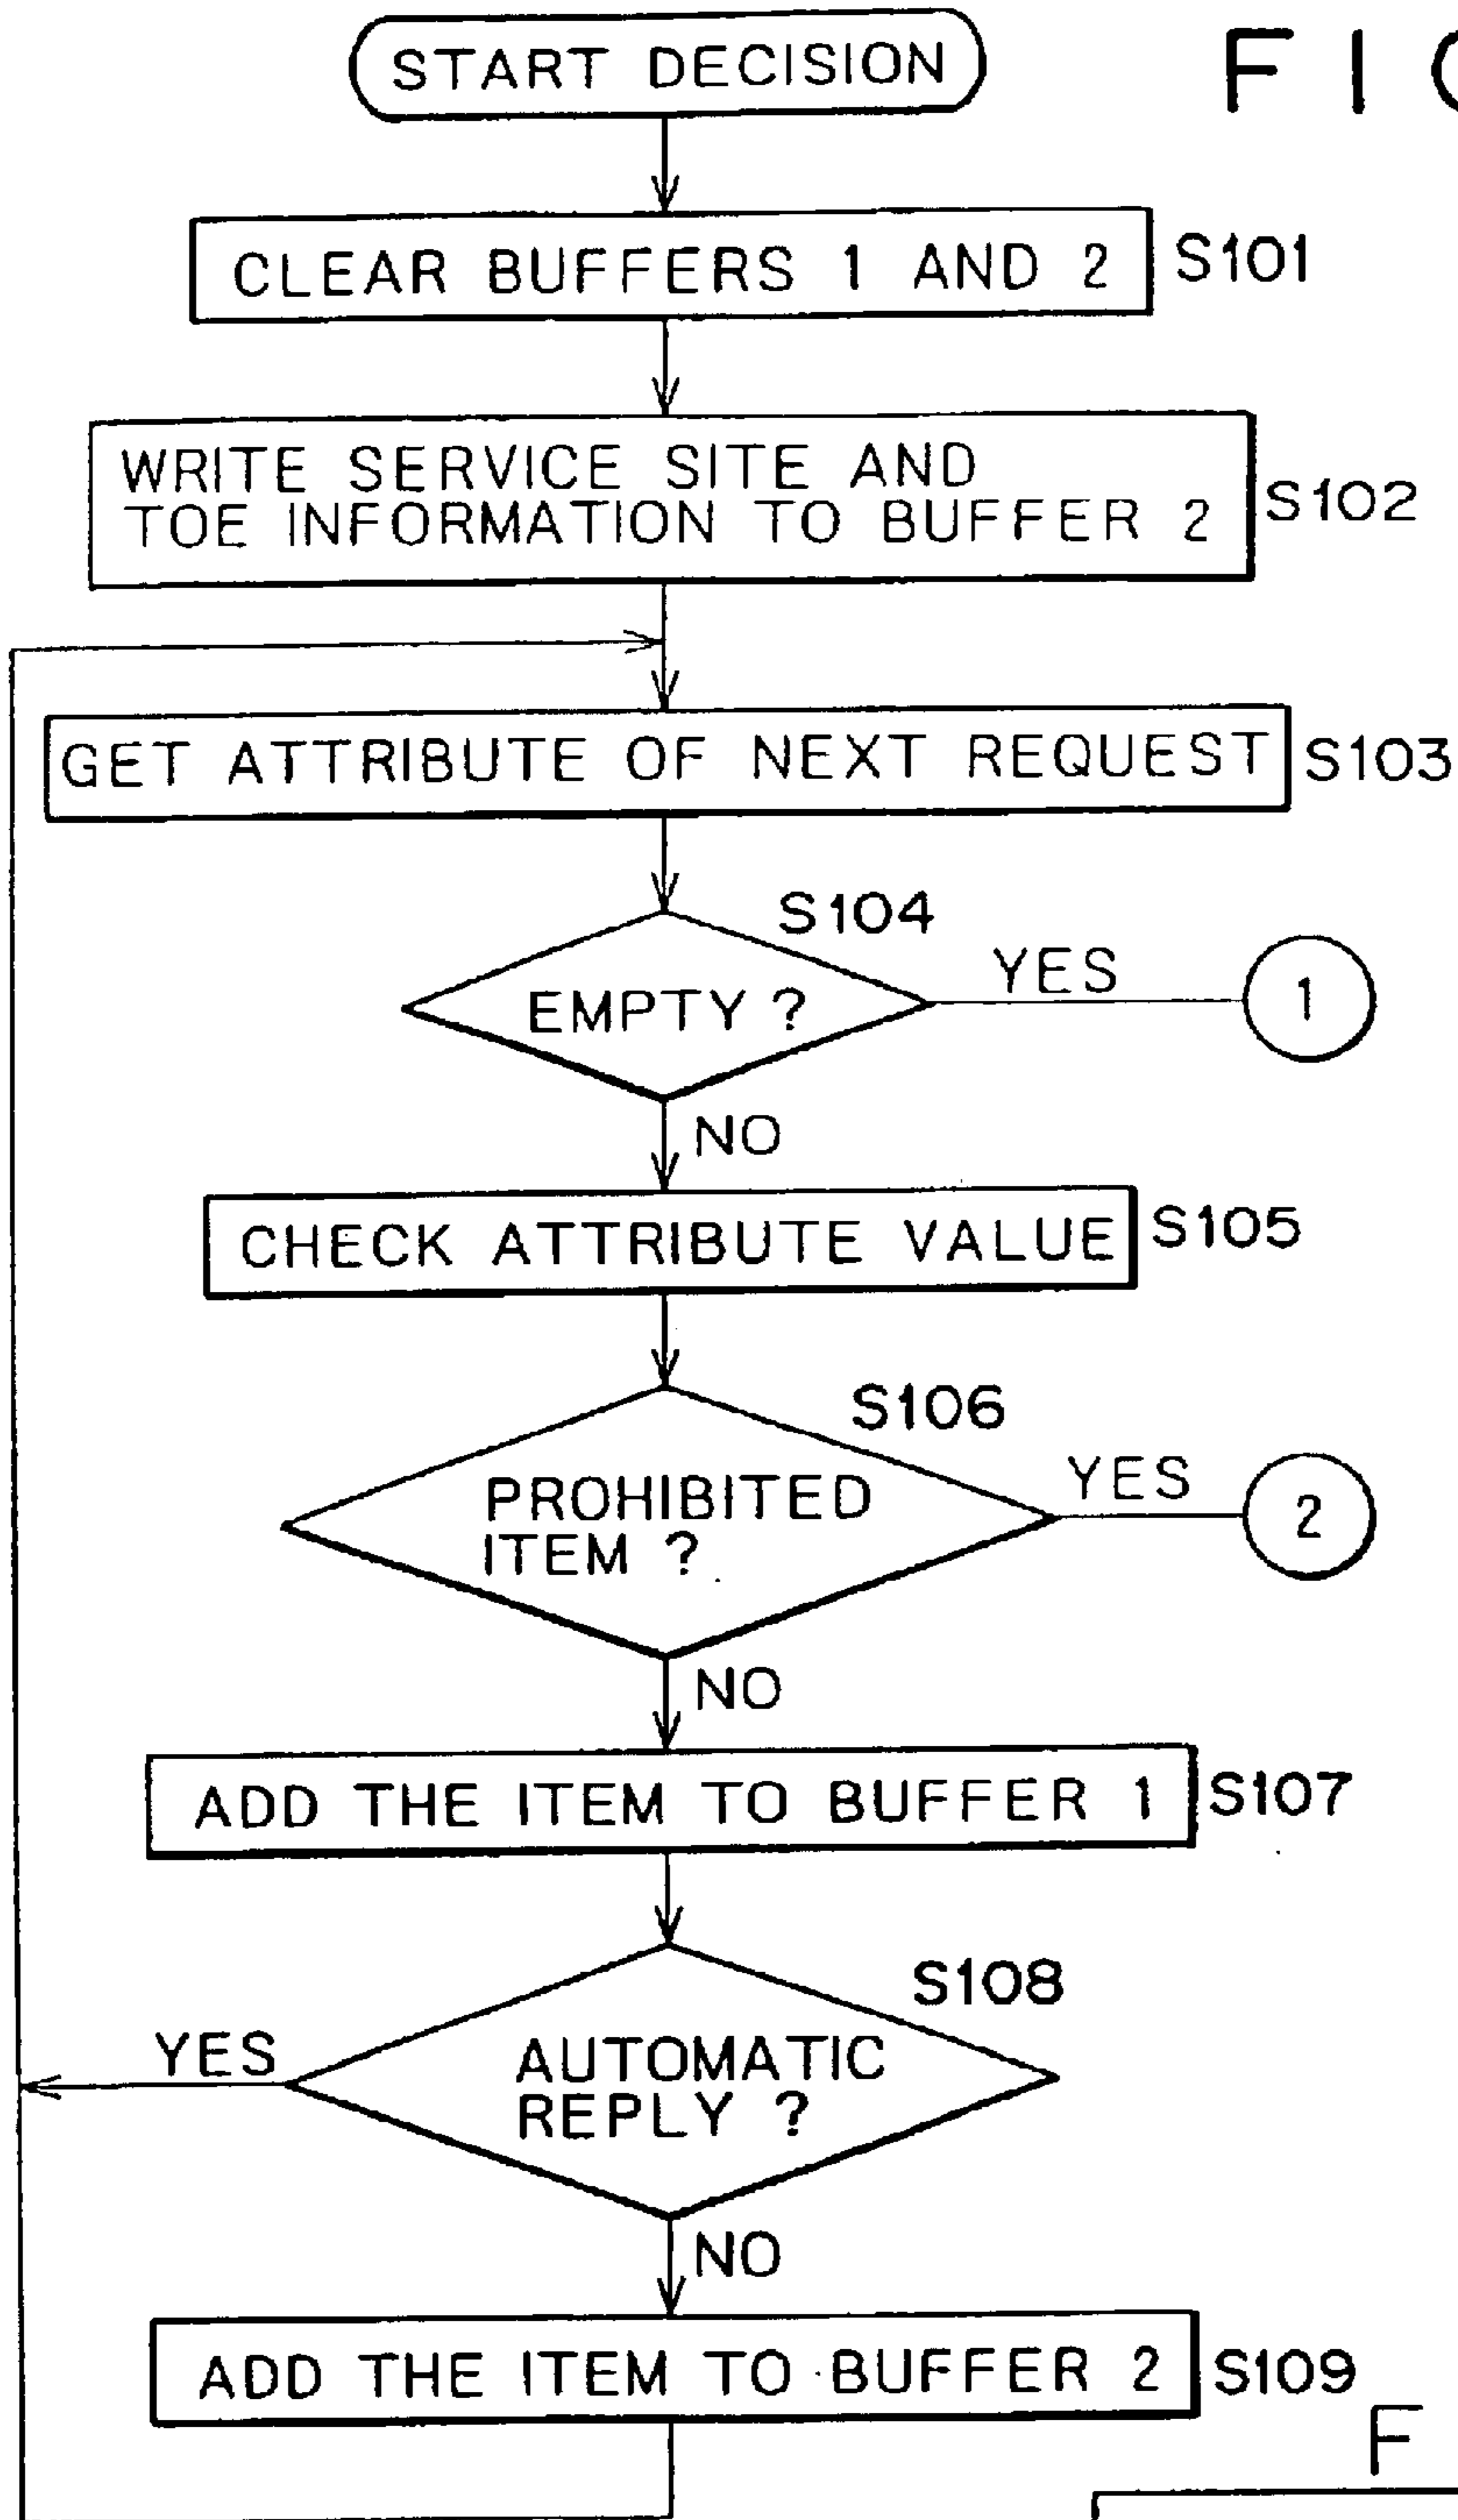 START DECISION
FI
CLEAR BUFFERS 1 AND 2
S101
WRITE SERVICE SITE AND
TOE INFORMATION TO BUFFER 2
S102
GET ATTRIBUTE OF NEXT REQUEST
S103
S104
EMPTY ?
YES
1
NO
CHECK ATTRIBUTE VALUE
S105
S106
PROHIBITED
ITEM ?
YES
2
NO
ADD THE ITEM TO BUFFER 1
S107
S108
YES
AUTOMATIC
REPLY ?
NO
ADD THE ITEM TO BUFFER 2
S109
F